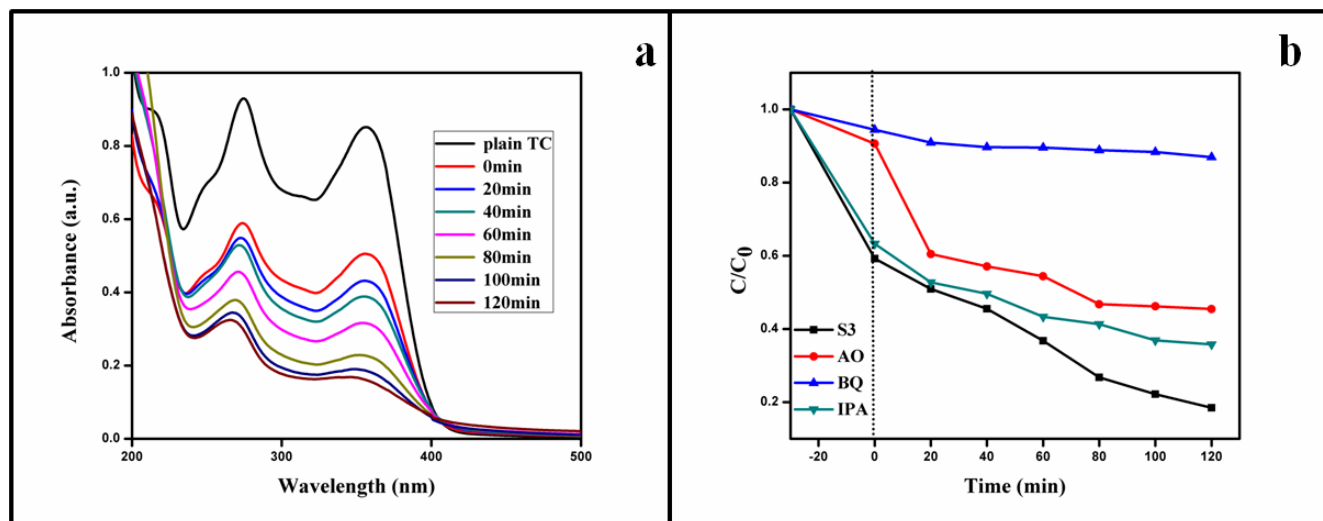 a
Absorbance (a.u.)
1.0
0.8
0.6
0.4
0.2
0.0
plain TC
0min
20min
40min
60min
80min
100min
120min
200
300
400
500
Wavelength (nm)
b
C/C0
1.0
0.8
0.6
0.4
0.2
S3
AO
BQ
IPA
-20
0
20
40
60
80
100
120
Time (min)